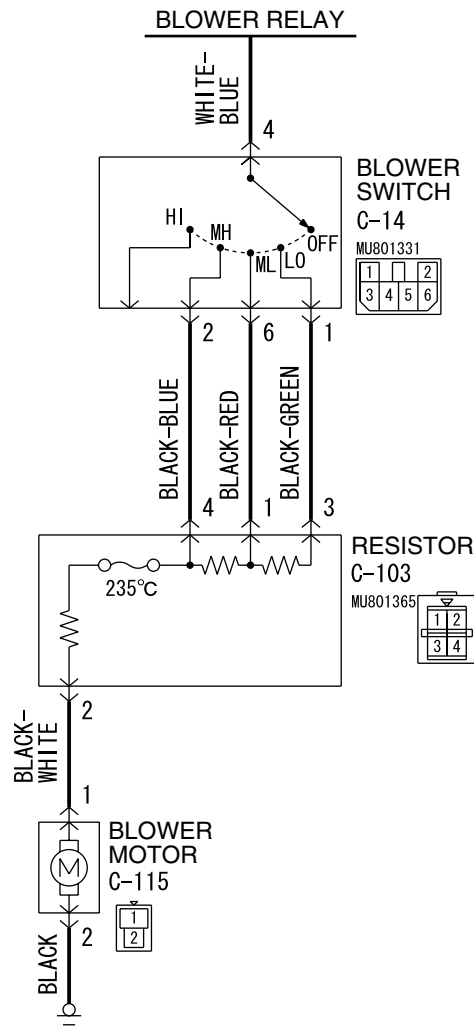 BLOWER RELAY
WHITE-
BLUE
4
BLOWER
SWITCH
C-14
MU801331
1 2
3 4 5 6
HI
MH
ML
LO
OFF
2 6 1
BLACK-BLUE
BLACK-RED
BLACK-GREEN
4 1 3
RESISTOR
C-103
MU801365
1 2
3 4
235°C
2
BLACK-
WHITE
1
BLOWER
MOTOR
C-115
1
2
M
2
BLACK